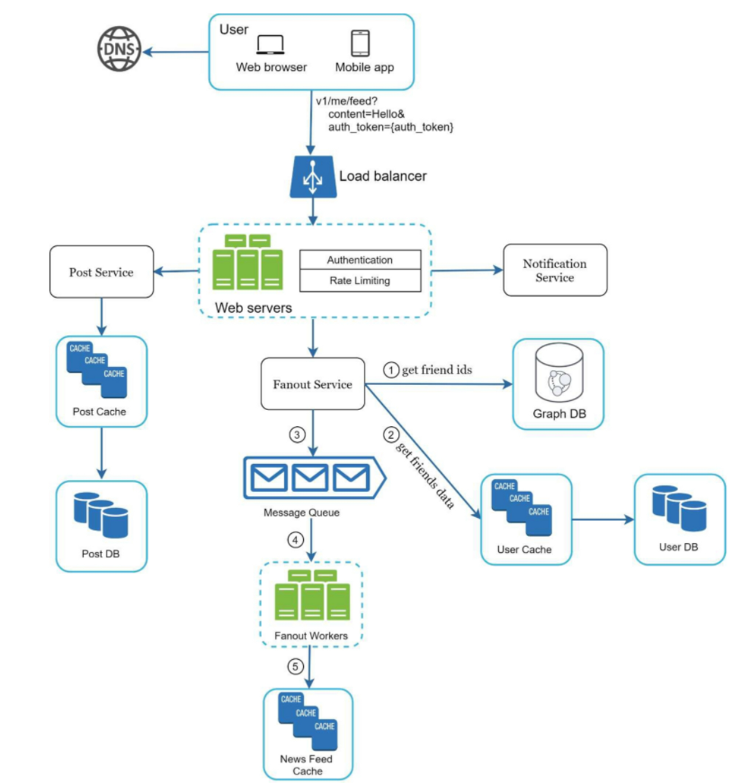 DNS
User
Web browser
Mobile app
v1/me/feed?
content=Hello&
auth_token={auth_token}
Load balancer
Authentication
Rate Limiting
Web servers
Post Service
Notification
Service
CACHE
CACHE
CACHE
Post Cache
Post DB
Fanout Service
1 get friend ids
Graph DB
2 get friends data
CACHE
CACHE
CACHE
User Cache
User DB
3
Message Queue
4
Fanout Workers
5
CACHE
CACHE
CACHE
News Feed
Cache